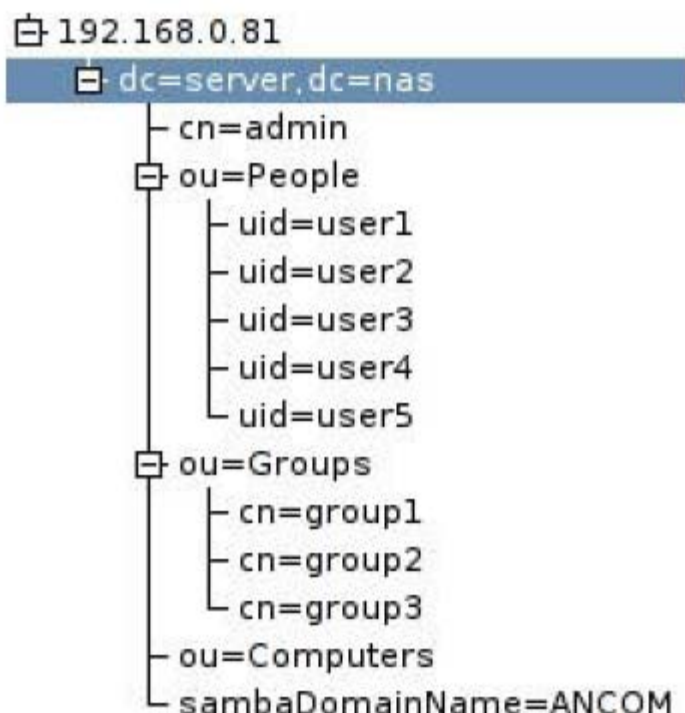 192.168.0.81
dc=server,dc=nas
cn=admin
ou=People
uid=user1
uid=user2
uid=user3
uid=user4
uid=user5
ou=Groups
cn=group1
cn=group2
cn=group3
ou=Computers
sambaDomainName=ANCOM